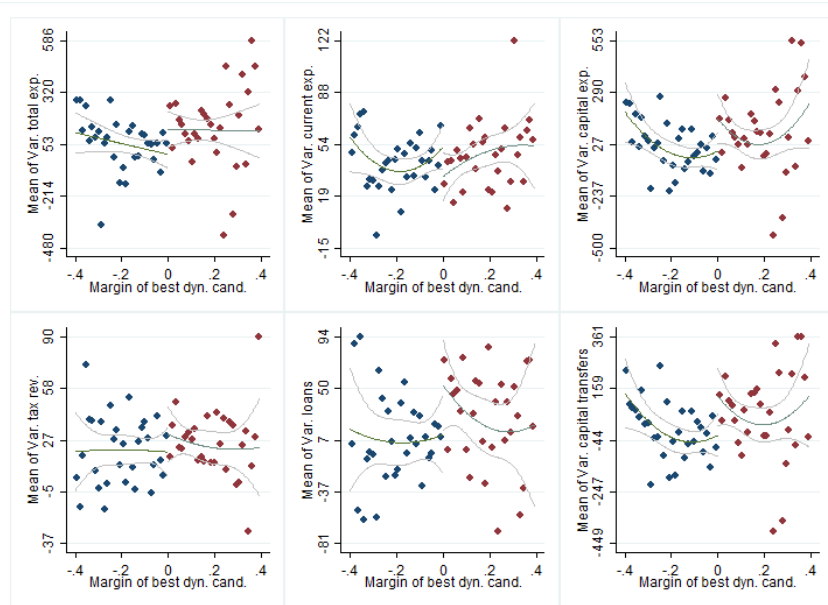 Mean of Var. total exp.
586
320
53
-214
-480
-.4 -.2 0 .2 .4
Margin of best dyn. cand.
Mean of Var. current exp.
122
88
54
19
-15
-.4 -.2 0 .2 .4
Margin of best dyn. cand.
Mean of Var. capital exp.
553
290
27
-237
-500
-.4 -.2 0 .2 .4
Margin of best dyn. cand.
Mean of Var. tax rev.
90
58
27
-5
-37
-.4 -.2 0 .2 .4
Margin of best dyn. cand.
Mean of Var. loans
94
50
7
-37
-81
-.4 -.2 0 .2 .4
Margin of best dyn. cand.
Mean of Var. capital transfers
361
159
-44
-247
-449
-.4 -.2 0 .2 .4
Margin of best dyn. cand.